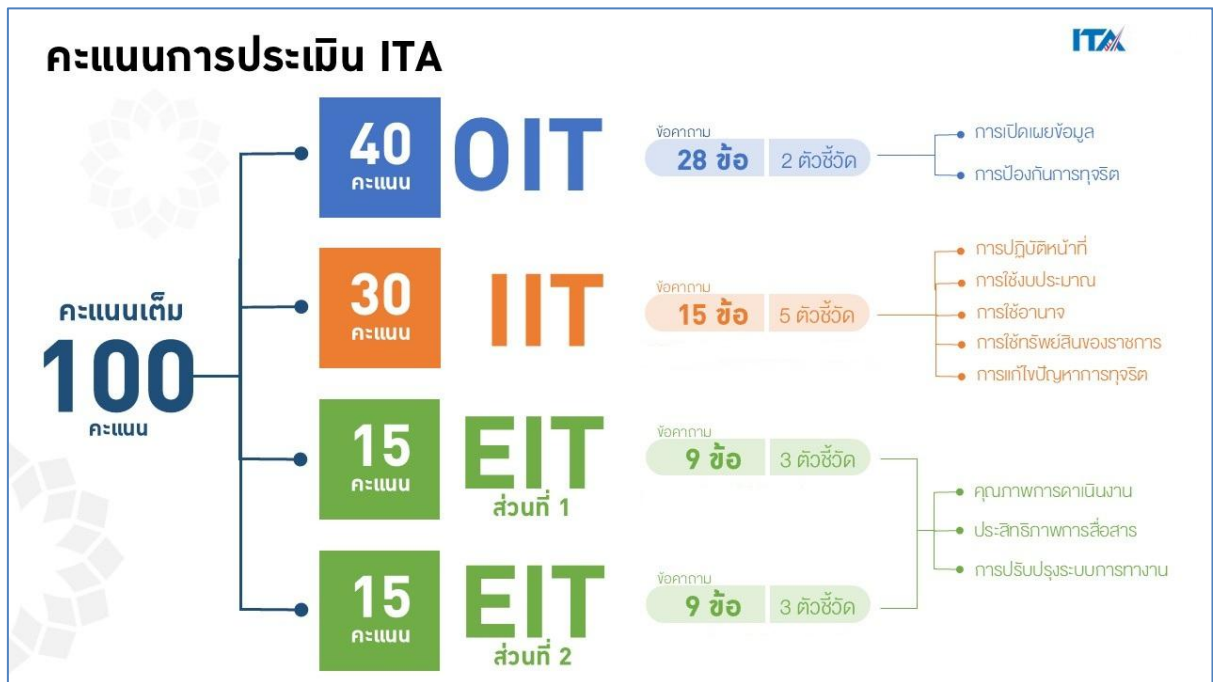 คะแนนการประเมิน ITA
ITA
คะแนนเต็ม
100
คะแนน
40
คะแนน
OIT
ข้อคาถาม
28 ข้อ
2 ตัวชี้วัด
การเปิดเผยข้อมูล
การป้องกันการทุจริต
30
คะแนน
IIT
ข้อคาถาม
15 ข้อ
5 ตัวชี้วัด
การปฏิบัติหน้าที่
การใช้งบประมาณ
การใช้อานาจ
การใช้ทรัพย์สินของราชการ
การแก้ไขปัญหาการทุจริต
15
คะแนน
EIT
ส่วนที่ 1
ข้อคาถาม
9 ข้อ
3 ตัวชี้วัด
15
คะแนน
EIT
ส่วนที่ 2
ข้อคาถาม
9 ข้อ
3 ตัวชี้วัด
คุณภาพการดาเนินงาน
ประสิทธิภาพการสื่อสาร
การปรับปรุงระบบการทางาน